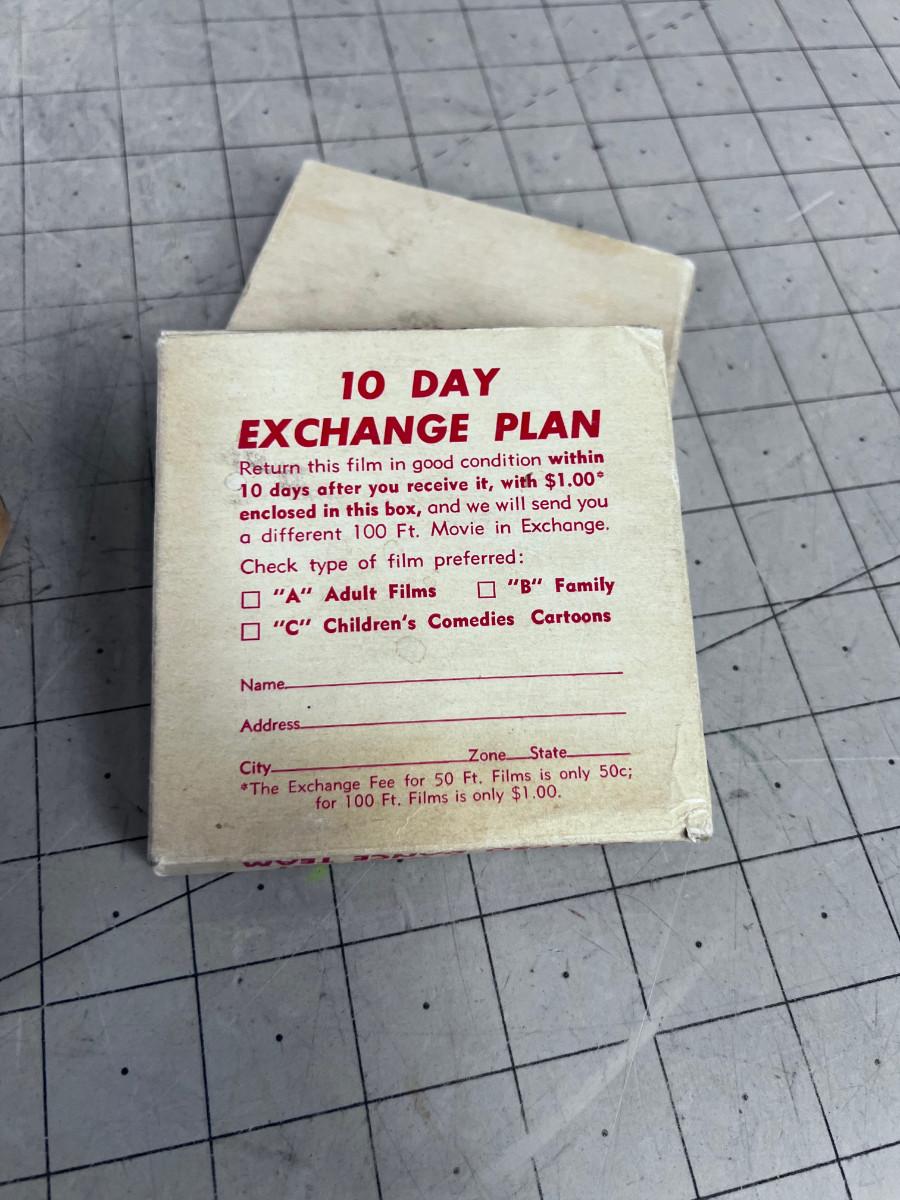 10 DAY
EXCHANGE PLAN
Return this film in good condition within
10 days after you receive it, with $1.00*
enclosed in this box, and we will send you
a different 100 Ft. Movie in Exchange.
Check type of film preferred:
☐ "A" Adult Films ☐ "B" Family
☐ "C" Children's Comedies Cartoons
Name
Address
City Zone State
*The Exchange Fee for 50 Ft. Films is only 50c;
for 100 Ft. Films is only $1.00.
DANCE TEAM